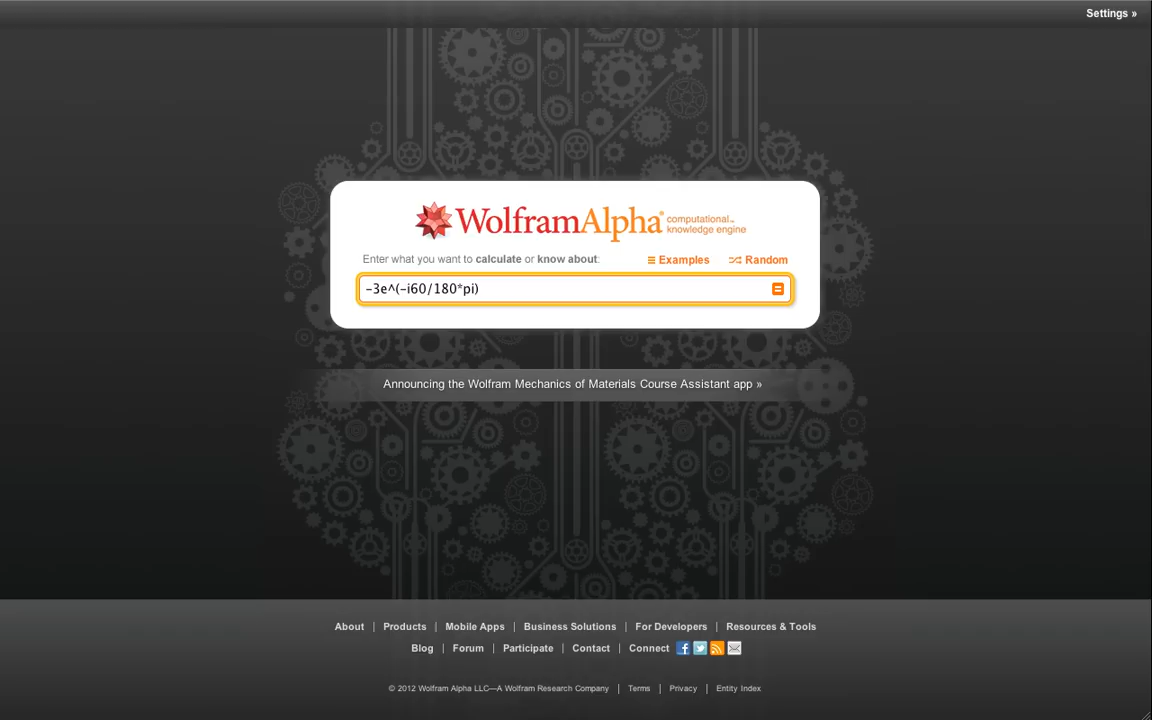 Settings »
WolframAlpha® computational™ knowledge engine
Enter what you want to calculate or know about: Examples Random
-3e^(-i60/180*pi)
Announcing the Wolfram Mechanics of Materials Course Assistant app »
About | Products | Mobile Apps | Business Solutions | For Developers | Resources & Tools
Blog | Forum | Participate | Contact | Connect
© 2012 Wolfram Alpha LLC—A Wolfram Research Company | Terms | Privacy | Entity Index